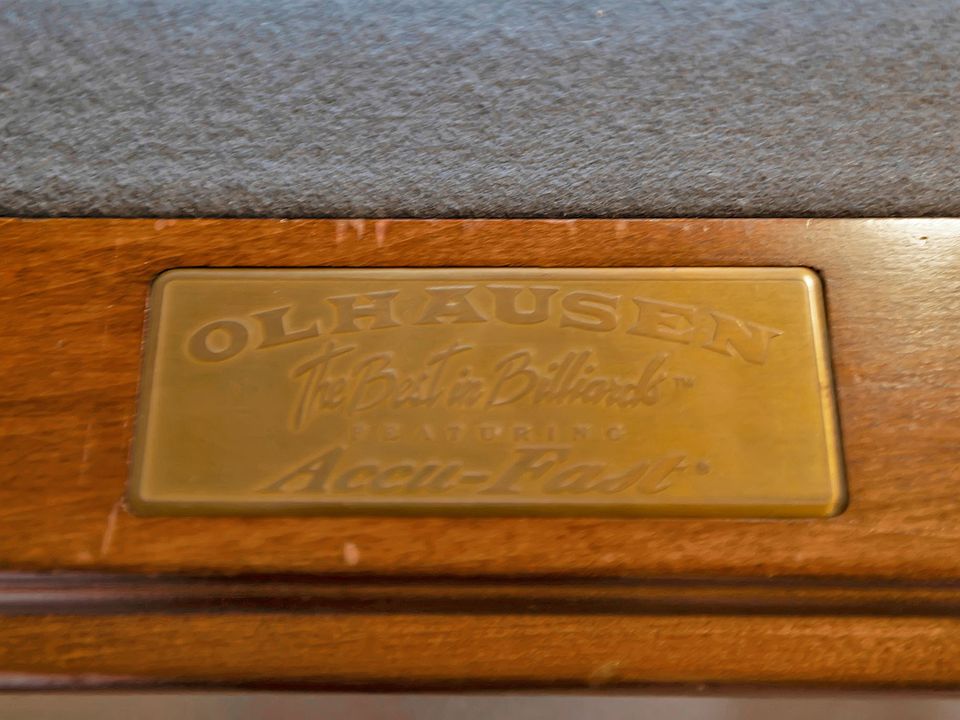 OLHAUSEN
The Best in Billiards™
FEATURING
Accu-Fast®